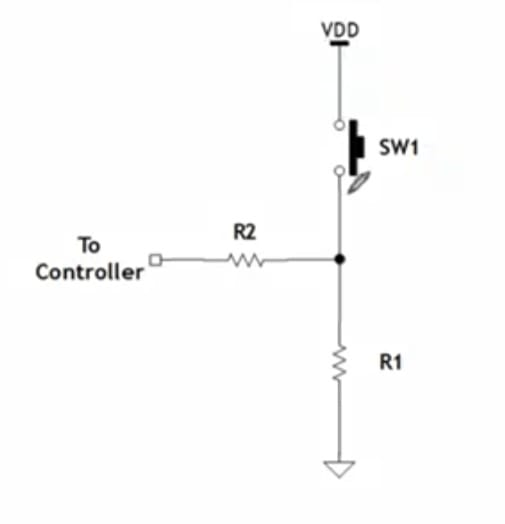 VDD
SW1
R2
To
Controller
R1